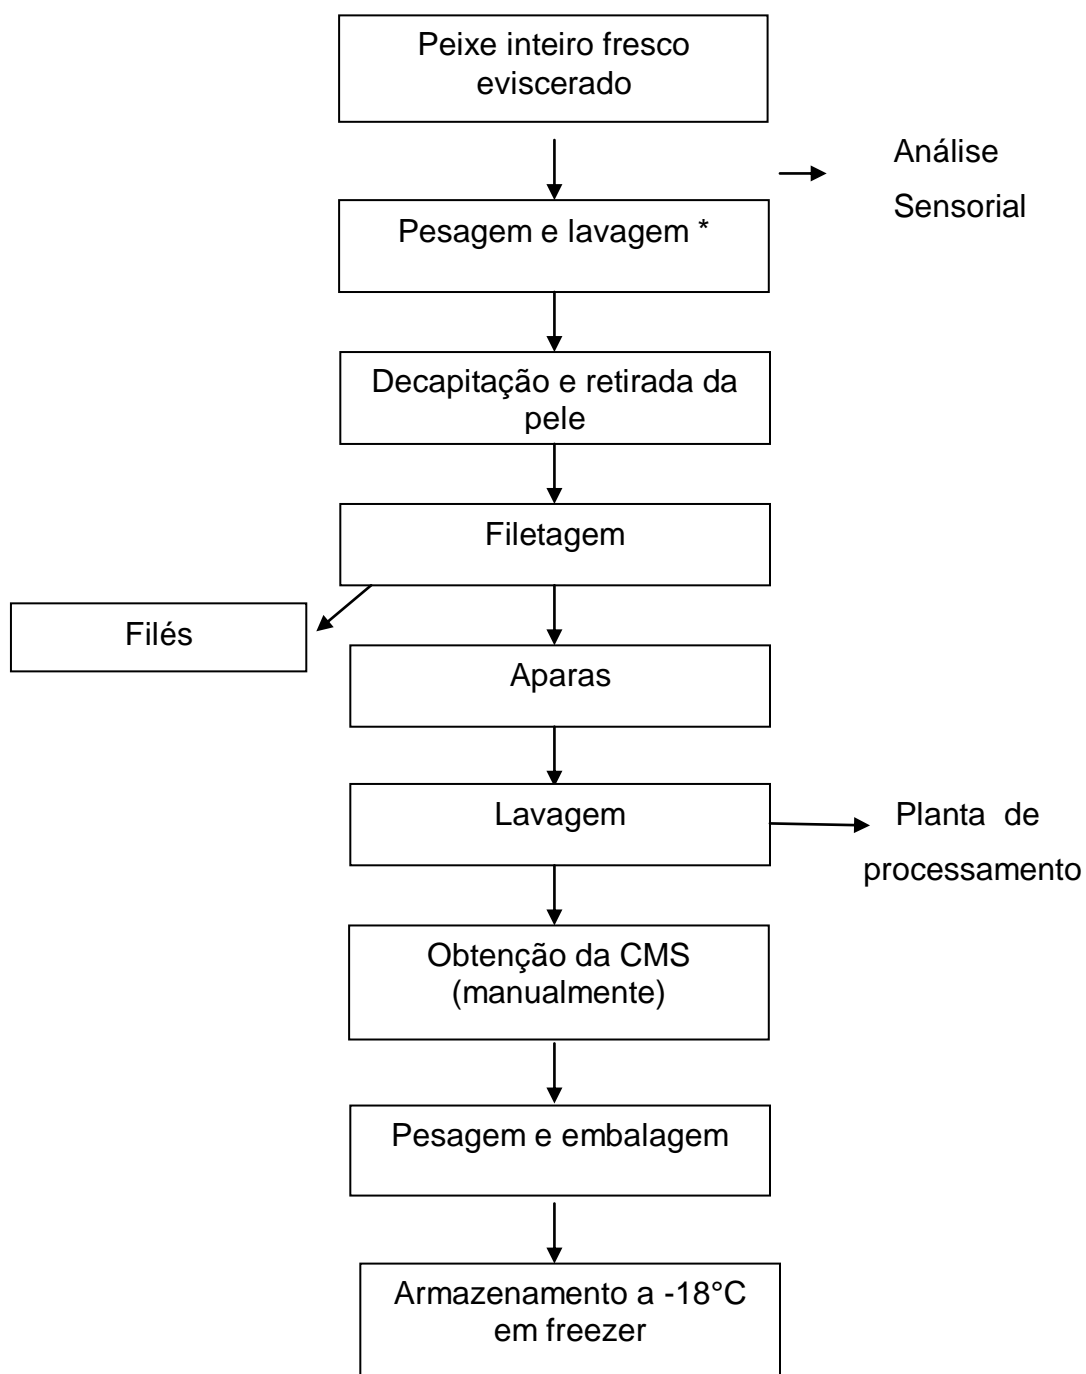 Peixe inteiro fresco
eviscerado
Análise
Sensorial
Pesagem e lavagem *
Decapitação e retirada da
pele
Filetagem
Filés
Aparas
Lavagem
Planta de
processamento
Obtenção da CMS
(manualmente)
Pesagem e embalagem
Armazenamento a -18°C
em freezer